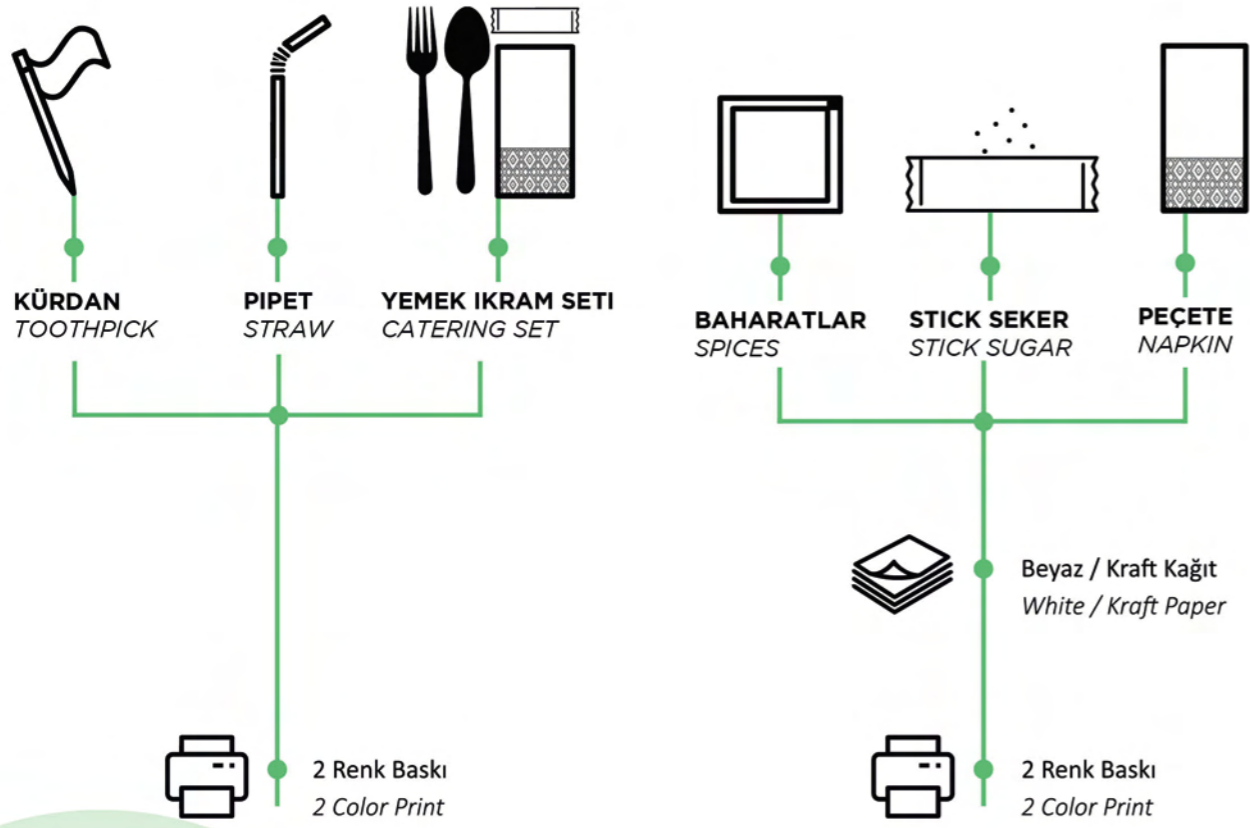 KÜRDAN
TOOTHPICK
PIPET
STRAW
YEMEK IKRAM SETI
CATERING SET
BAHARATLAR
SPICES
STICK SEKER
STICK SUGAR
PEÇETE
NAPKIN
Beyaz / Kraft Kağıt
White / Kraft Paper
2 Renk Baskı
2 Color Print
2 Renk Baskı
2 Color Print